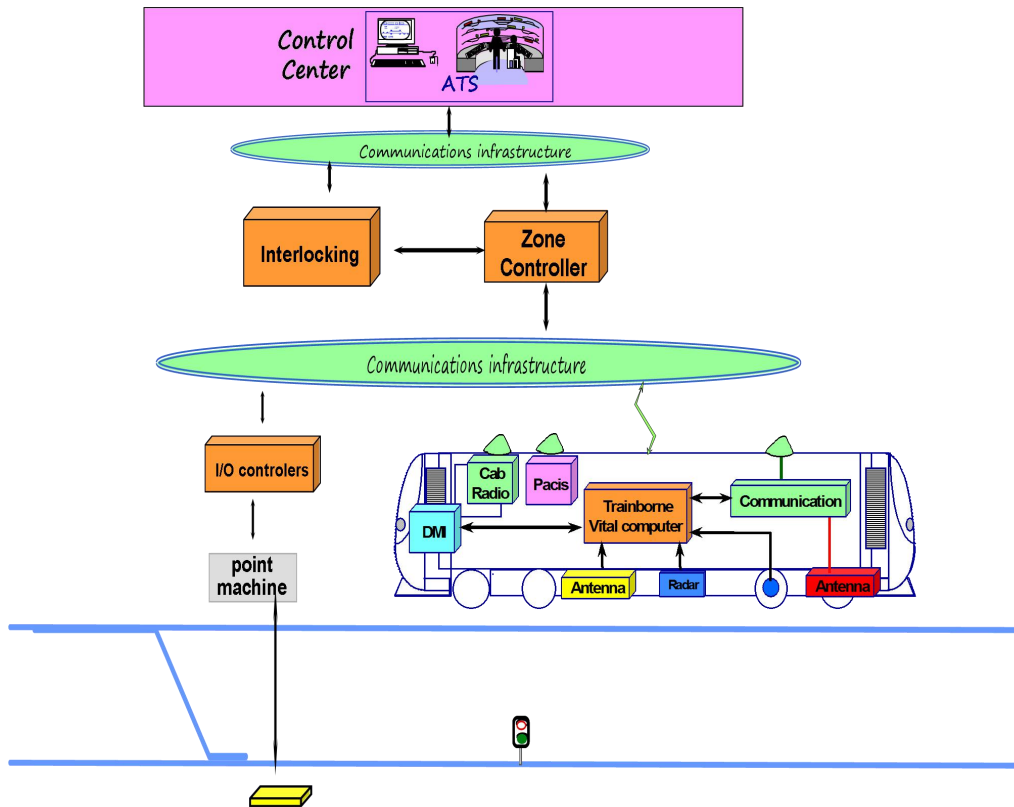 Control
Center
ATS
Communications infrastructure
Interlocking
Zone
Controller
Communications infrastructure
I/O controlers
Cab
Radio
Pacis
Trainborne
Vital computer
Communication
DMI
Antenna
Radar
Antenna
point
machine